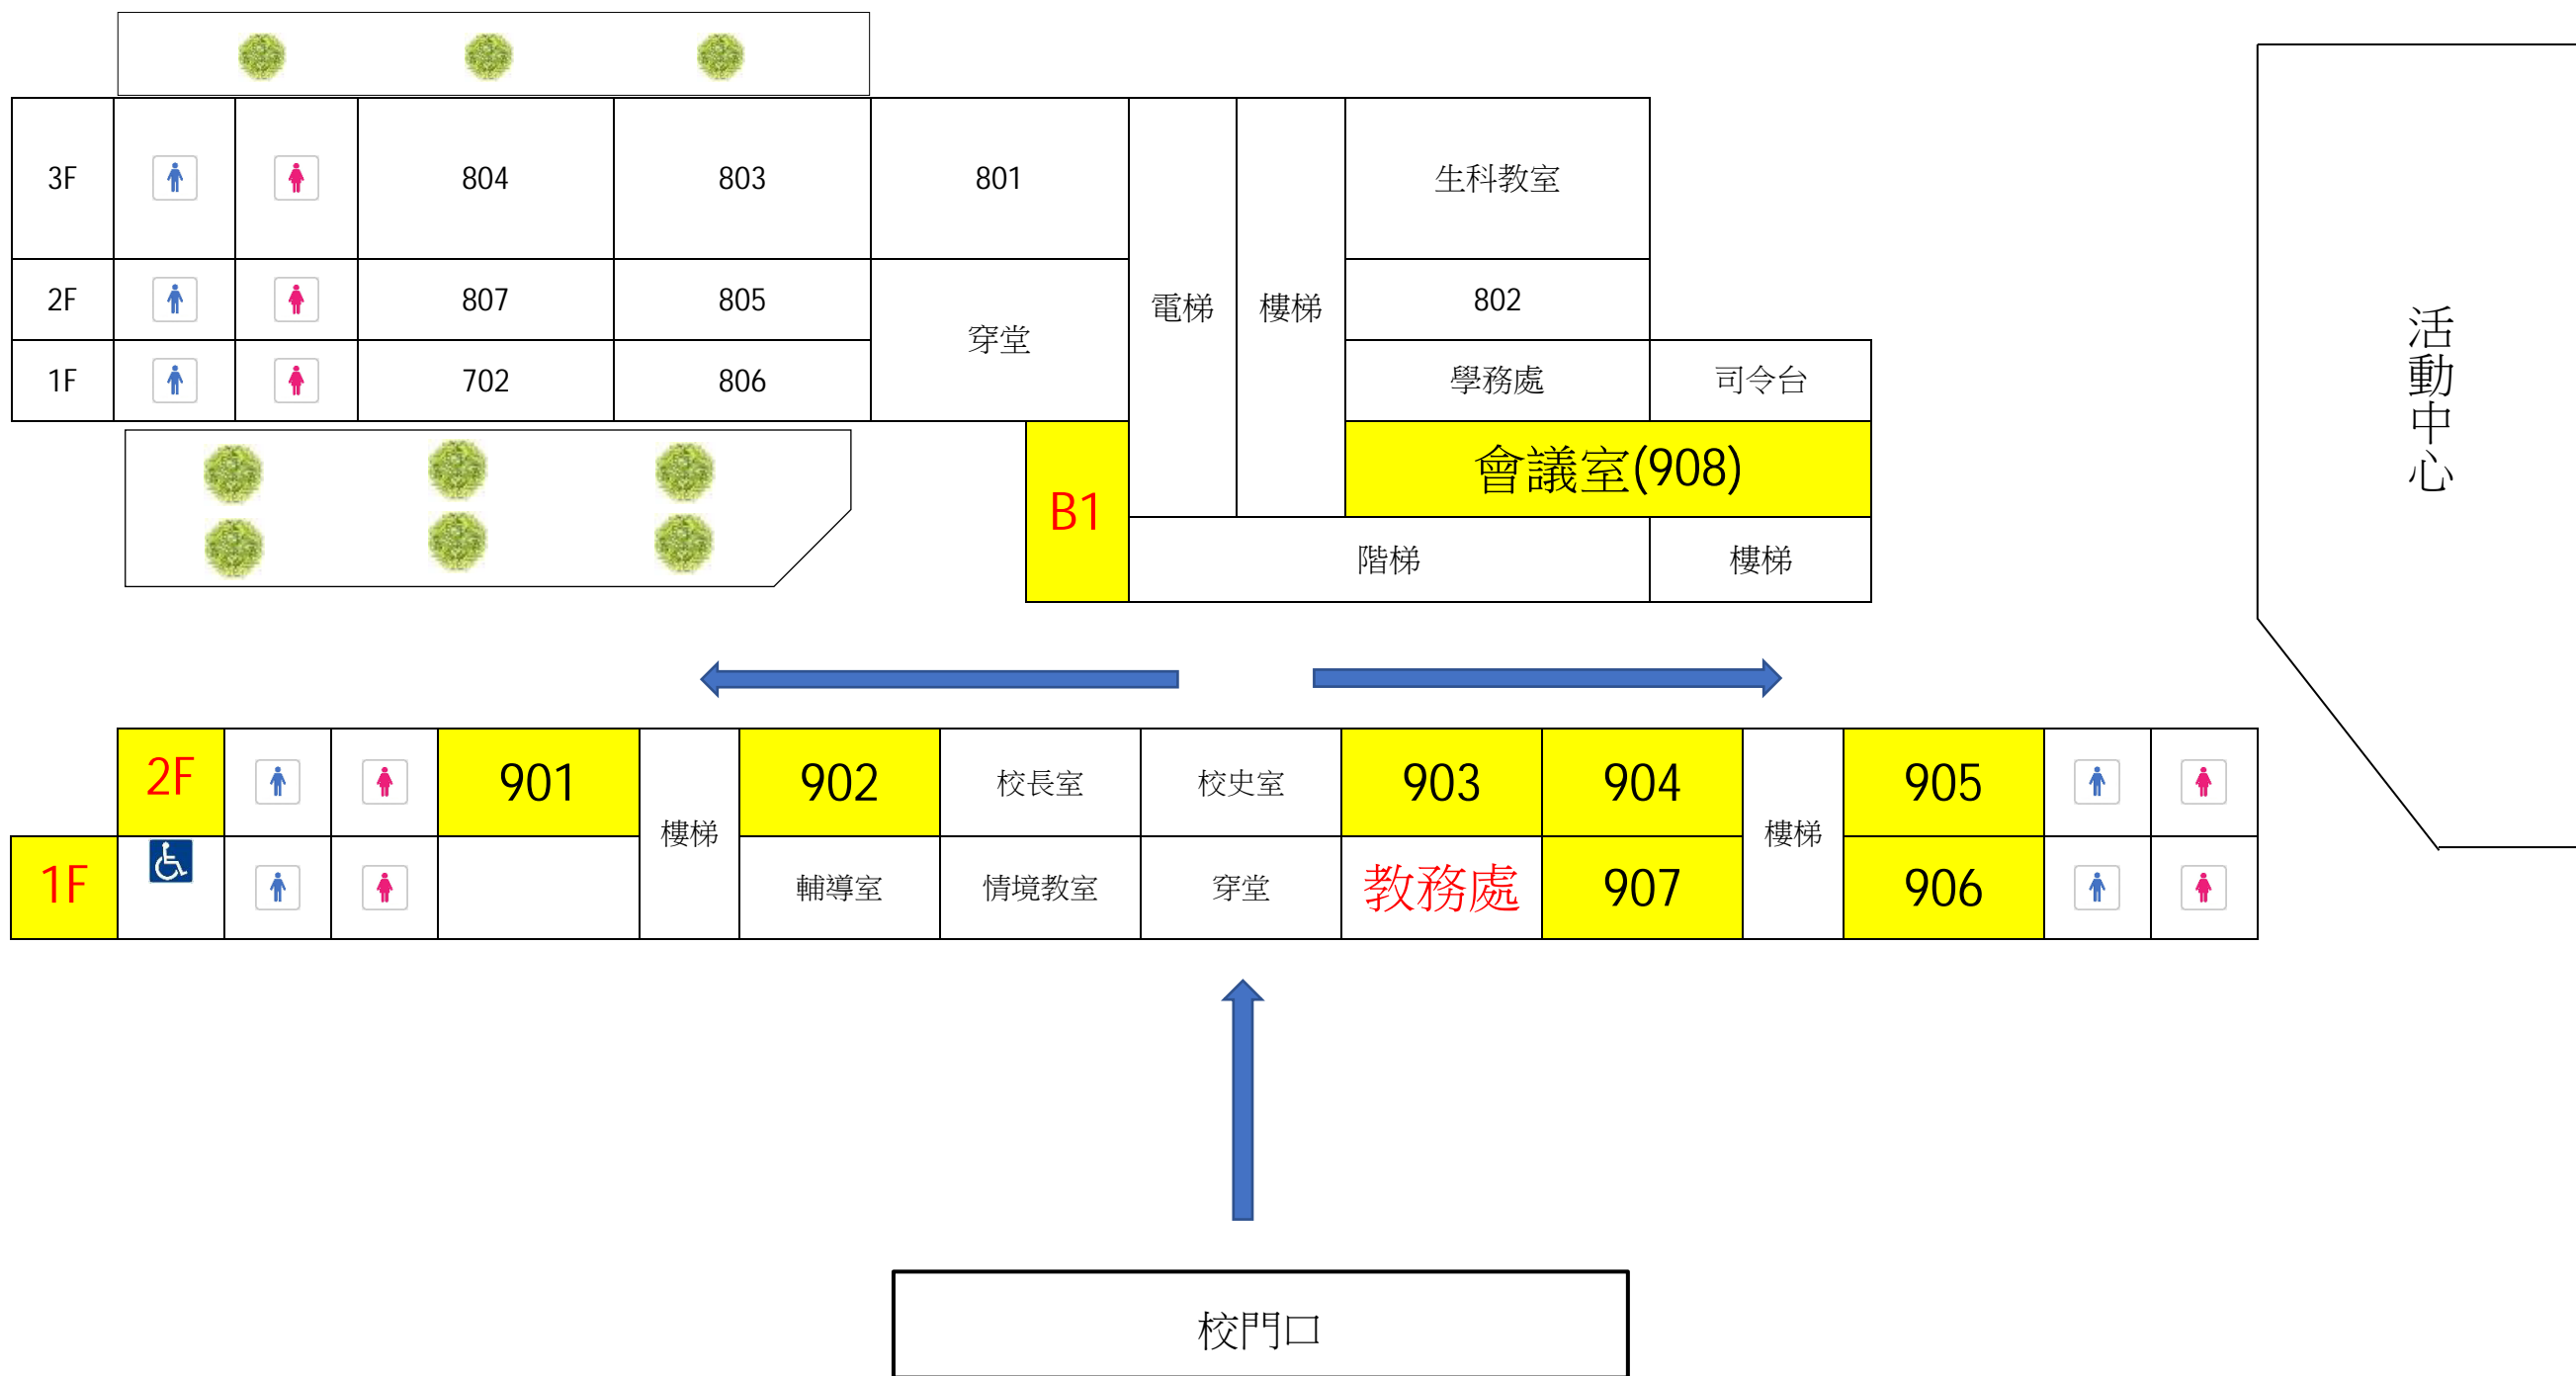 3F 804 803 801 電梯 樓梯 生科教室
2F 807 805 穿堂 802
1F 702 806 學務處 司令台
B1 會議室(908)
階梯 樓梯
活動中心
2F 901 樓梯 902 校長室 校史室 903 904 樓梯 905
1F 輔導室 情境教室 穿堂 教務處 907 906
校門口